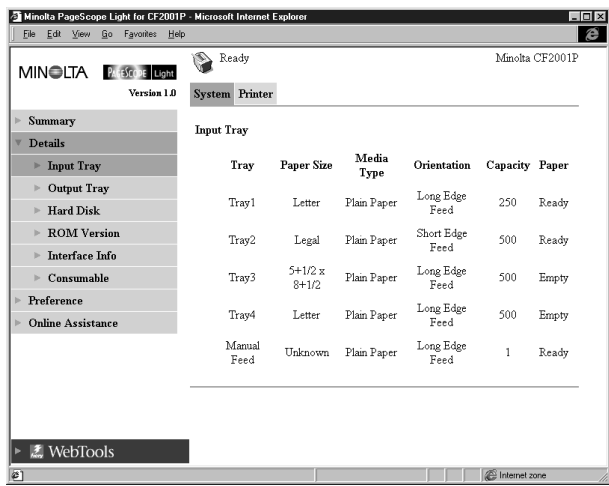 Minolta PageScope Light for CF2001P - Microsoft Internet Explorer
File Edit View Go Favorites Help
MINOLTA PAGESCOPE Light
Version 1.0
Ready
Minolta CF2001P
System Printer
Summary
Details
Input Tray
Output Tray
Hard Disk
ROM Version
Interface Info
Consumable
Preference
Online Assistance
Input Tray
Tray Paper Size Media Type Orientation Capacity Paper
Tray1 Letter Plain Paper Long Edge Feed 250 Ready
Tray2 Legal Plain Paper Short Edge Feed 500 Ready
Tray3 5+1/2 x 8+1/2 Plain Paper Long Edge Feed 500 Empty
Tray4 Letter Plain Paper Long Edge Feed 500 Empty
Manual Feed Unknown Plain Paper Long Edge Feed 1 Ready
WebTools
Internet zone